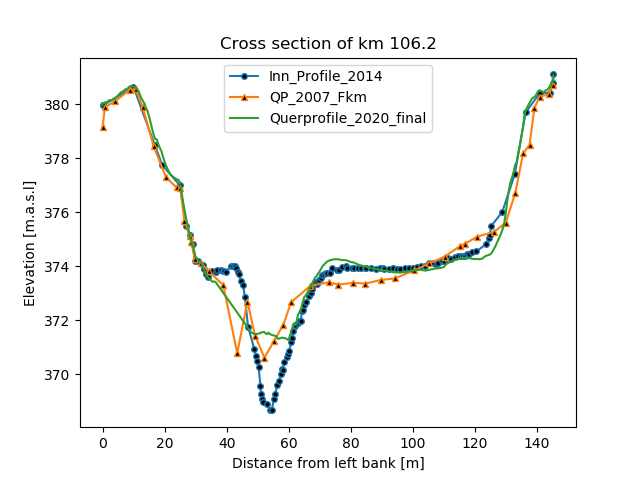 Cross section of km 106.2
Inn_Profile_2014
QP_2007_Fkm
Querprofile_2020_final
Elevation [m.a.s.l]
380
378
376
374
372
370
0 20 40 60 80 100 120 140
Distance from left bank [m]